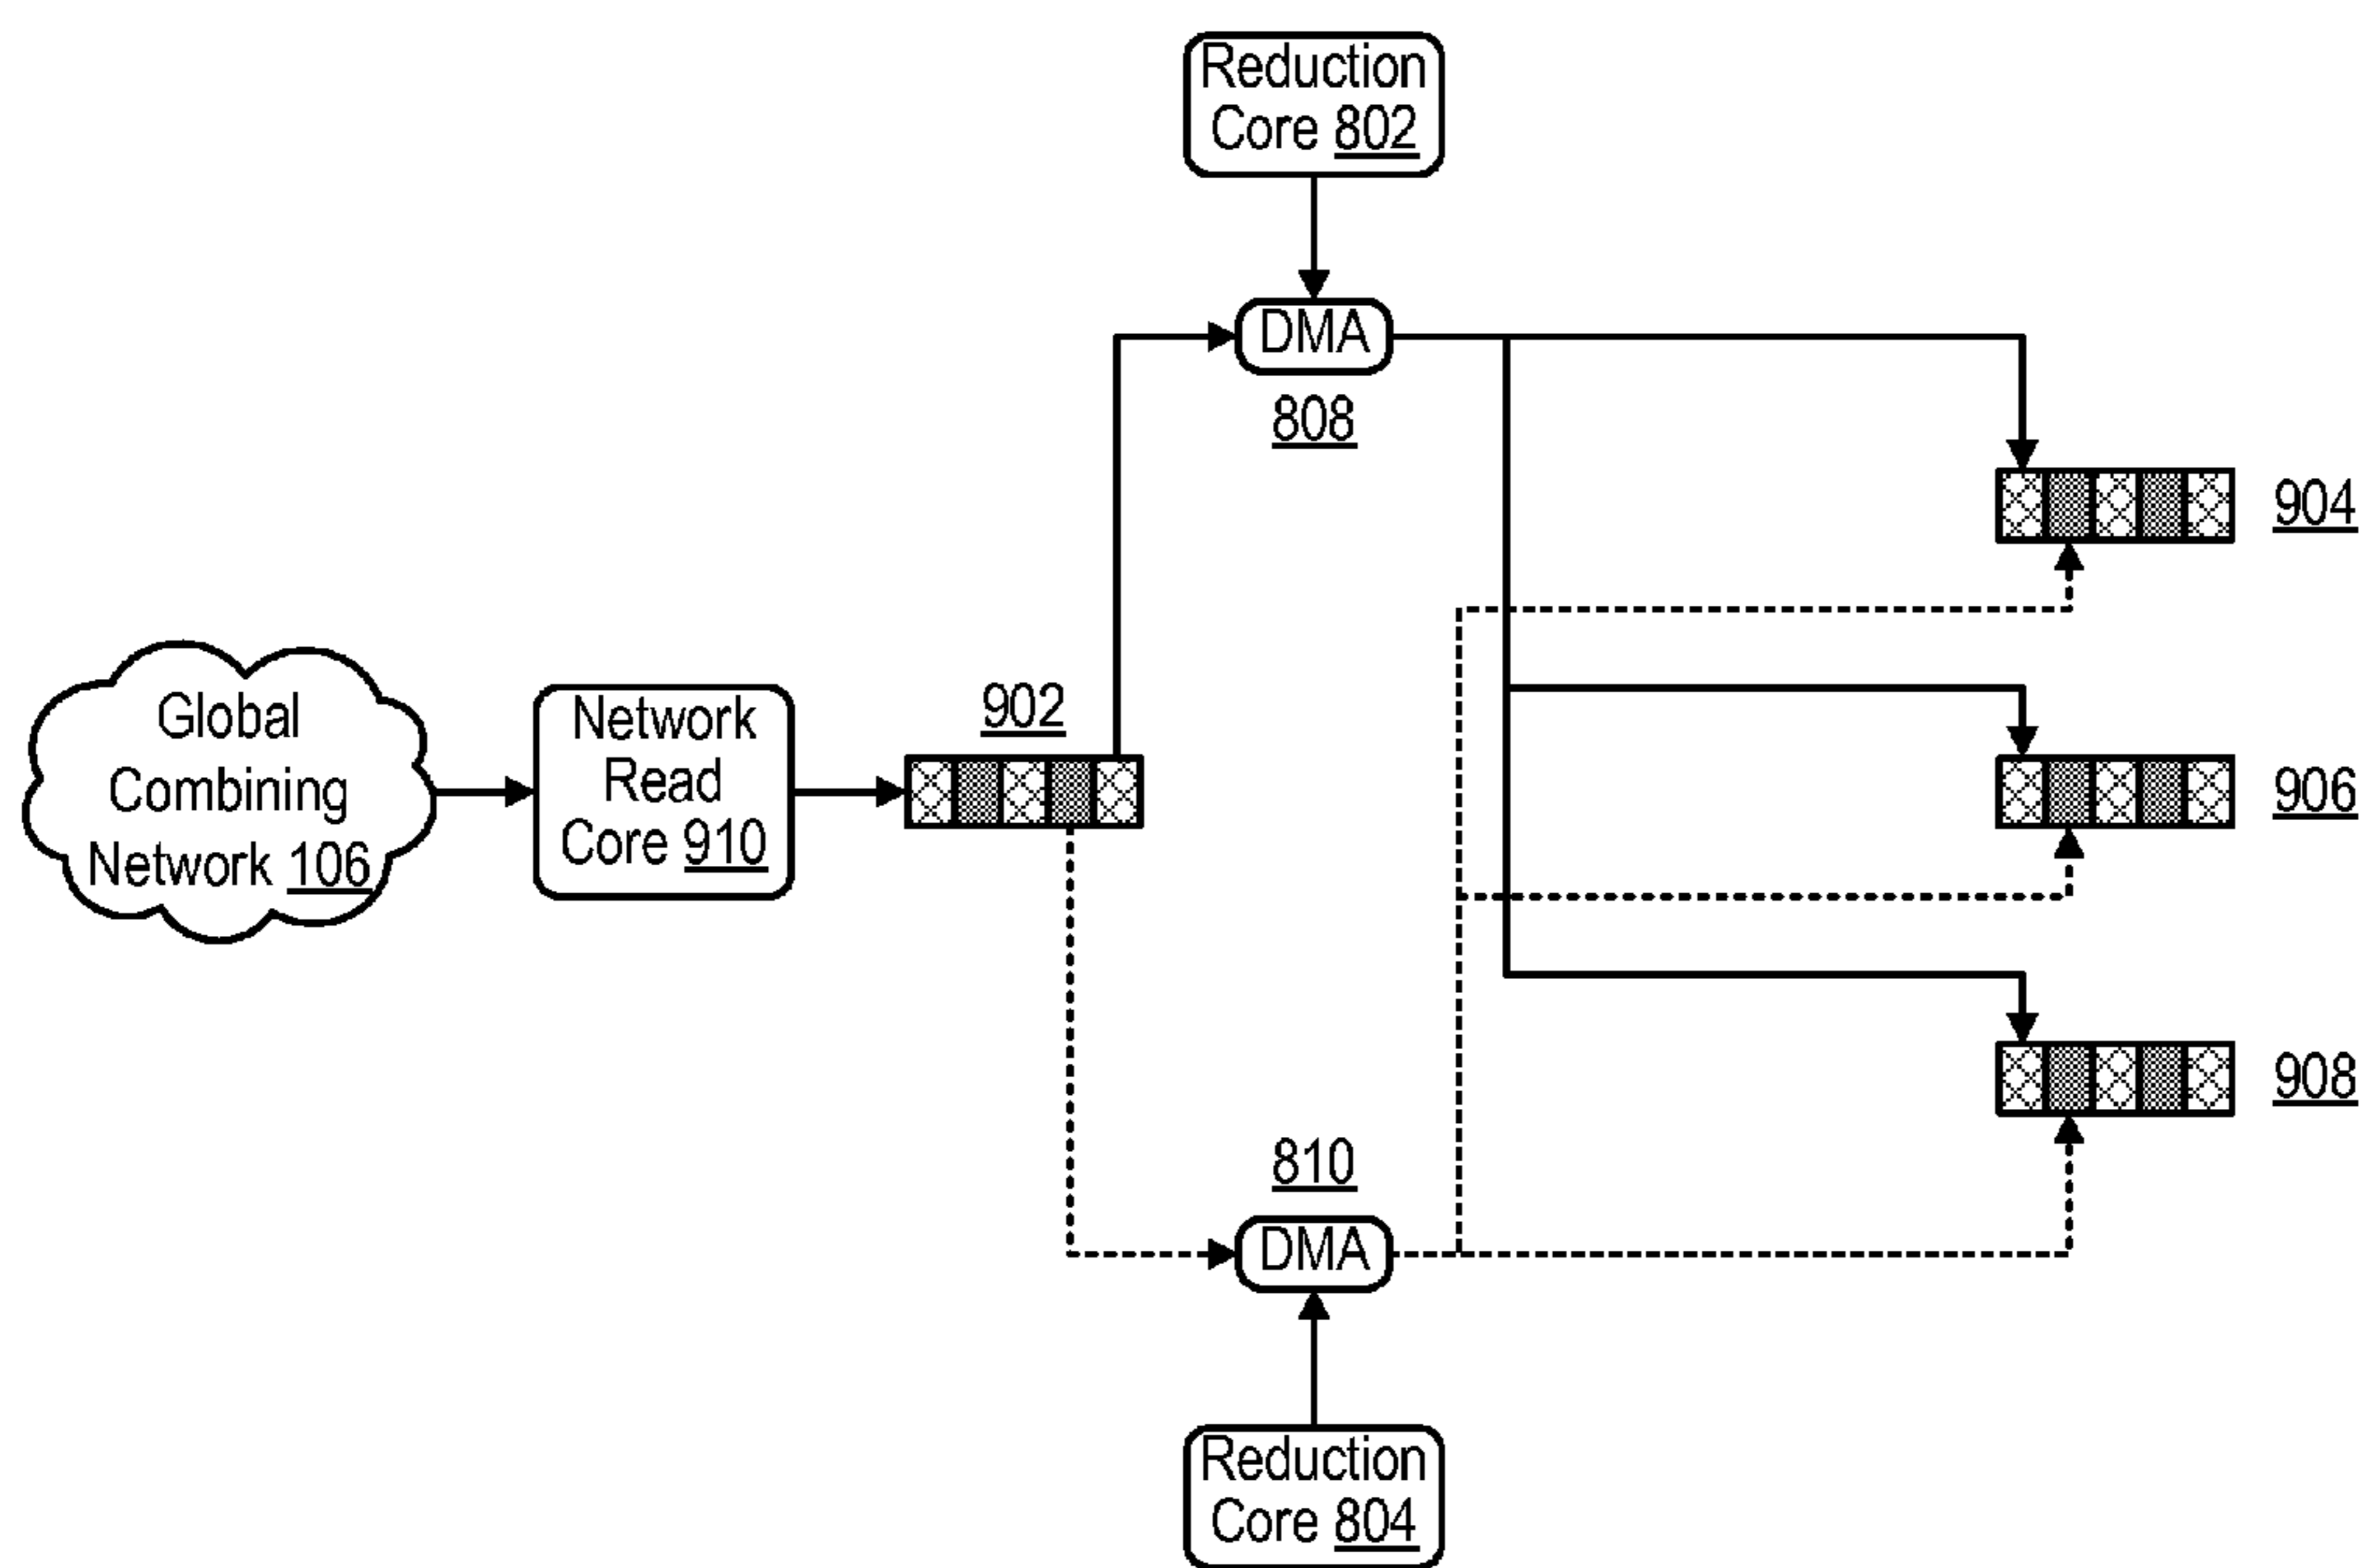 Reduction
Core 802
DMA
808
904
Global
Combining
Network 106
Network
Read
Core 910
902
906
908
810
DMA
Reduction
Core 804